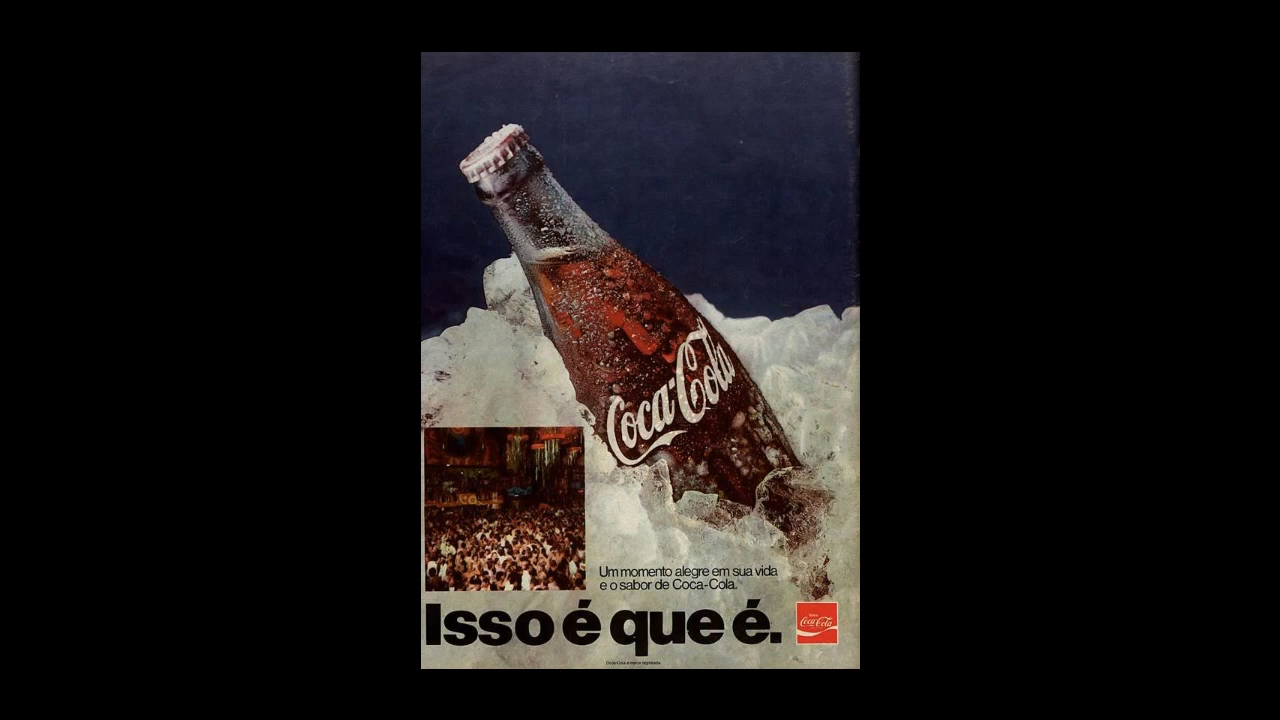 Coca-Cola
Um momento alegre em sua vida
e o sabor de Coca-Cola.
Isso é que é.
Coca-Cola